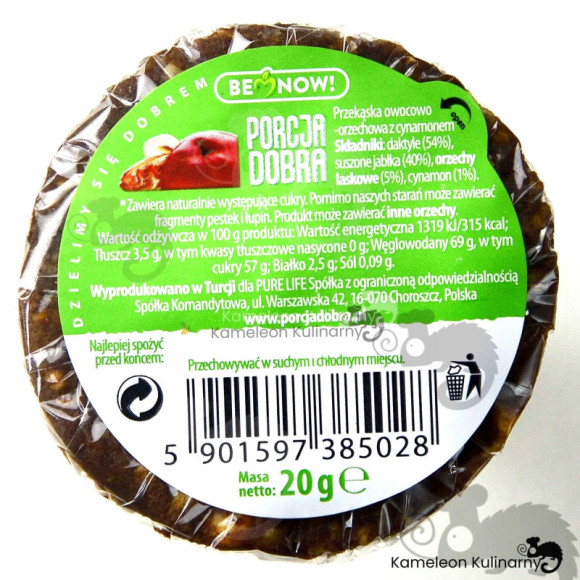 DZIELIMY SIĘ DOBREM
BE NOW!
PORCJA
DOBRA
Przekąska owocowo
-orzechowa z cynamonem
Składniki: daktyle (54%),
suszone jabłka (40%), orzechy
laskowe (5%), cynamon (1%).
open
*Zawiera naturalnie występujące cukry. Pomimo naszych starań może zawierać
fragmenty pestek i łupin. Produkt może zawierać inne orzechy.
Wartość odżywcza w 100 g produktu: Wartość energetyczna 1319 kJ/315 kcal;
Tłuszcz 3,5 g, w tym kwasy tłuszczowe nasycone 0 g; Węglowodany 69 g, w tym
cukry 57 g; Białko 2,5 g; Sól 0,09 g.
Wyprodukowano w Turcji dla PURE LIFE Spółka z ograniczoną odpowiedzialnością
Spółka Komandytowa, ul. Warszawska 42, 16-070 Choroszcz, Polska
www.porcjadobra.
Kameleon Kulinarny
Kameleon Kulinarny
Najlepiej spożyć
przed końcem:
Przechowywać w suchym i chłodnym miejscu.
5 901597 385028
Masa
netto: 20 g e
Kameleon Kulinarny